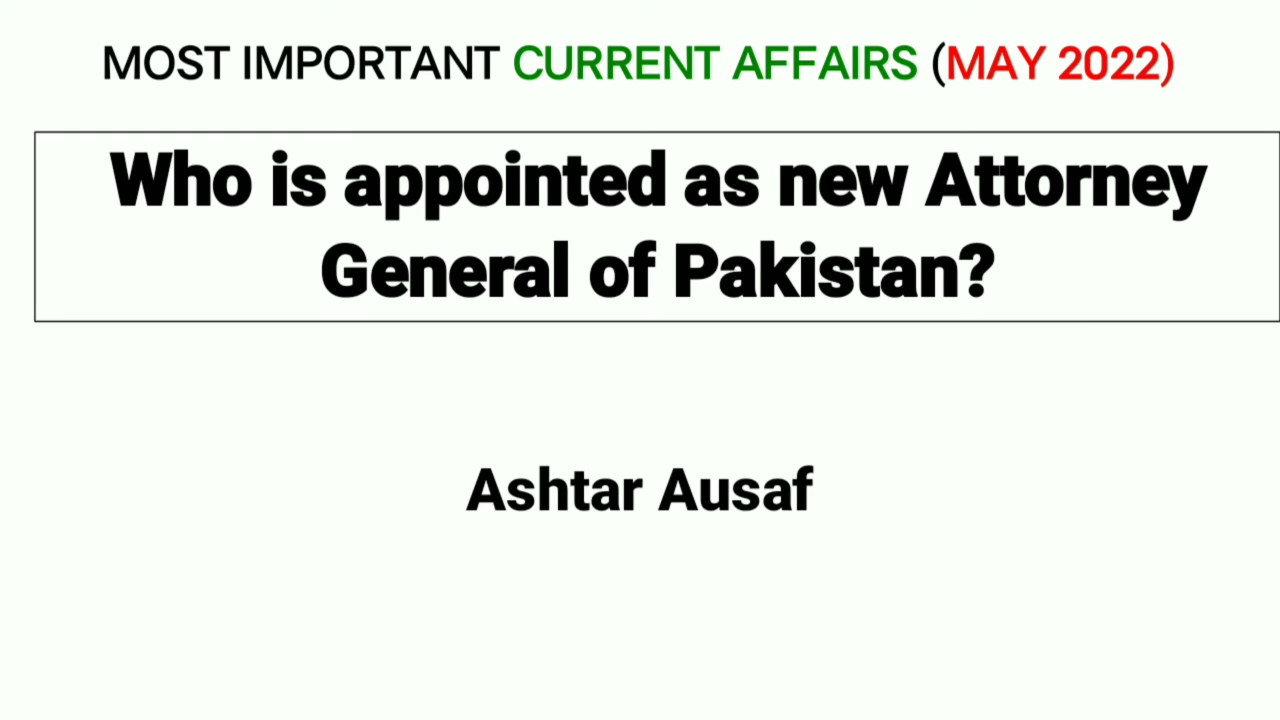 MOST IMPORTANT CURRENT AFFAIRS (MAY 2022)
Who is appointed as new Attorney
General of Pakistan?
Ashtar Ausaf